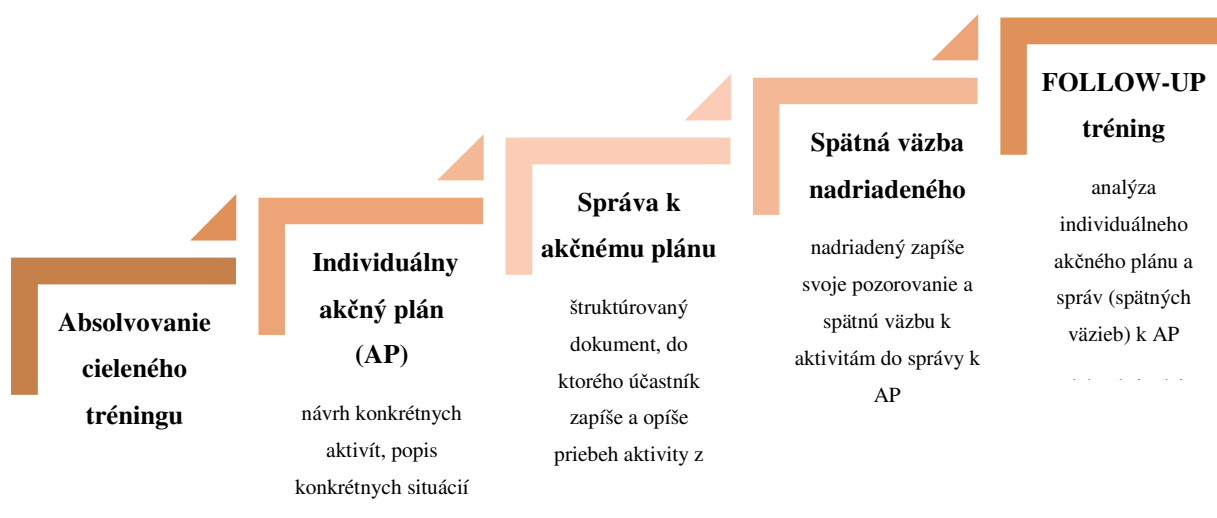 Absolvovanie
cieleného
tréningu
Individuálny
akčný plán
(AP)
návrh konkrétnych
aktivít, popis
konkrétnych situácií
Správa k
akčnému plánu
štruktúrovaný
dokument, do
ktorého účastník
zapíše a opíše
priebeh aktivity z
Spätná väzba
nadriadeného
nadriadený zapíše
svoje pozorovanie a
spätnú väzbu k
aktivitám do správy k
AP
FOLLOW-UP
tréning
analýza
individuálneho
akčného plánu a
správ (spätných
väzieb) k AP